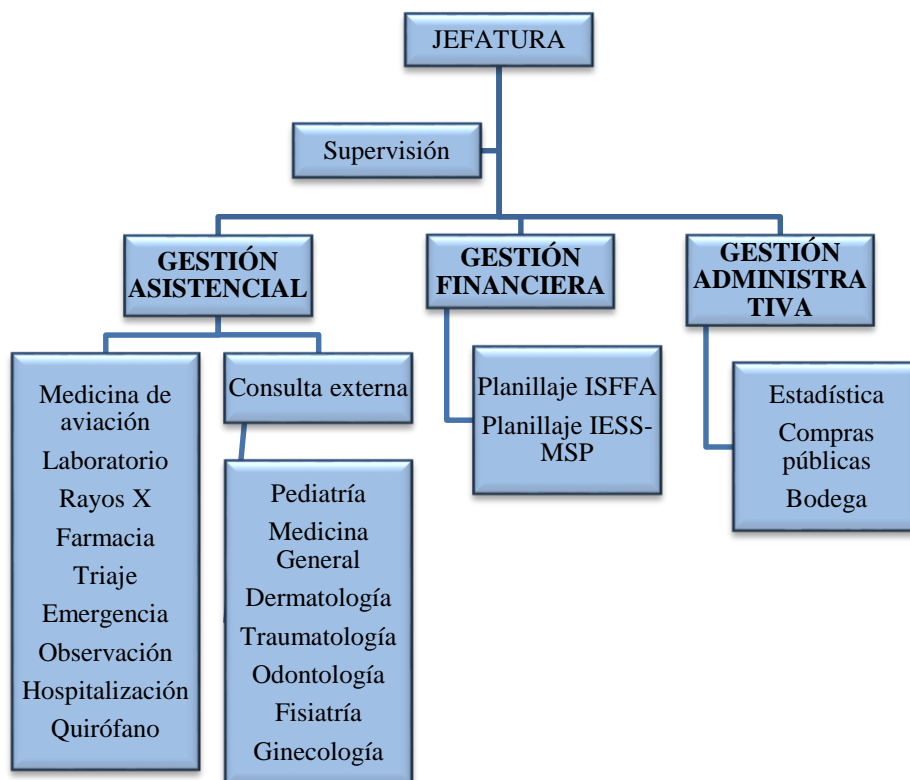 JEFATURA
Supervisión
GESTIÓN
ASISTENCIAL
GESTIÓN
FINANCIERA
GESTIÓN
ADMINISTRA
TIVA
Medicina de
aviación
Laboratorio
Rayos X
Farmacia
Triaje
Emergencia
Observación
Hospitalización
Quirófano
Consulta externa
Pediatría
Medicina
General
Dermatología
Traumatología
Odontología
Fisiatría
Ginecología
Planillaje ISFFA
Planillaje IESS-
MSP
Estadística
Compras
públicas
Bodega